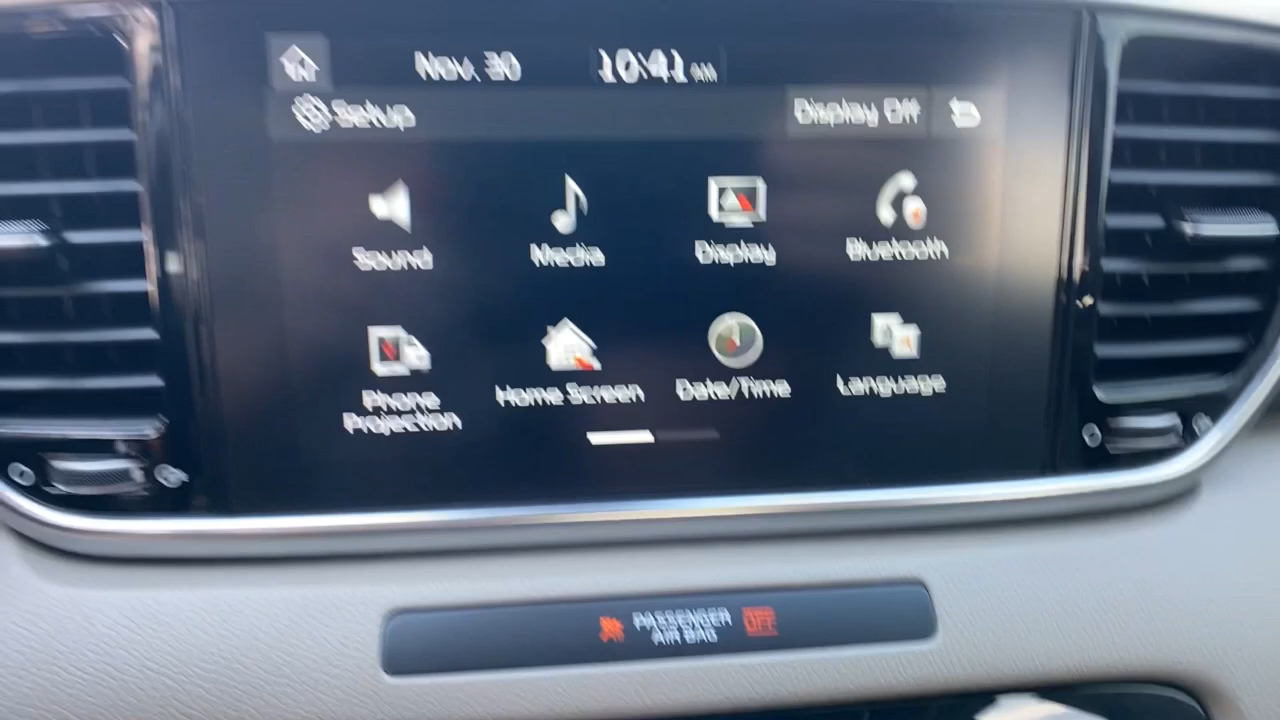 Nov. 30 10:41 AM
Setup Display Off
Sound Media Display Bluetooth
Phone Projection Home Screen Date/Time Language
PASSENGER AIR BAG OFF